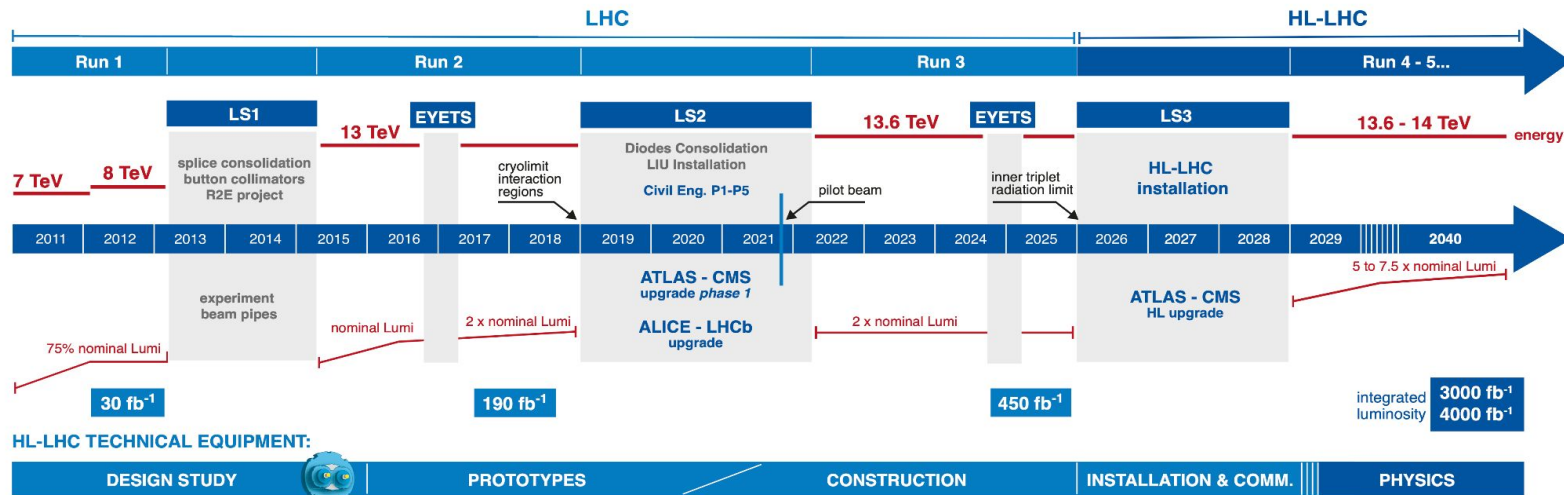 LHC
HL-LHC
Run 1
Run 2
Run 3
Run 4 - 5...
LS1
EYETS
LS2
EYETS
LS3
13 TeV
13.6 TeV
13.6 - 14 TeV
energy
7 TeV
8 TeV
splice consolidation
button collimators
R2E project
cryolimit
interaction
regions
Diodes Consolidation
LIU Installation
Civil Eng. P1-P5
pilot beam
inner triplet
radiation limit
HL-LHC
installation
2011 2012 2013 2014 2015 2016 2017 2018 2019 2020 2021 2022 2023 2024 2025 2026 2027 2028 2029 2040
5 to 7.5 x nominal Lumi
experiment
beam pipes
ATLAS - CMS
upgrade phase 1
ALICE - LHCb
upgrade
ATLAS - CMS
HL upgrade
75% nominal Lumi
nominal Lumi
2 x nominal Lumi
2 x nominal Lumi
30 fb⁻¹
190 fb⁻¹
450 fb⁻¹
integrated
luminosity
3000 fb⁻¹
4000 fb⁻¹
HL-LHC TECHNICAL EQUIPMENT:
DESIGN STUDY
PROTOTYPES
CONSTRUCTION
INSTALLATION & COMM.
PHYSICS